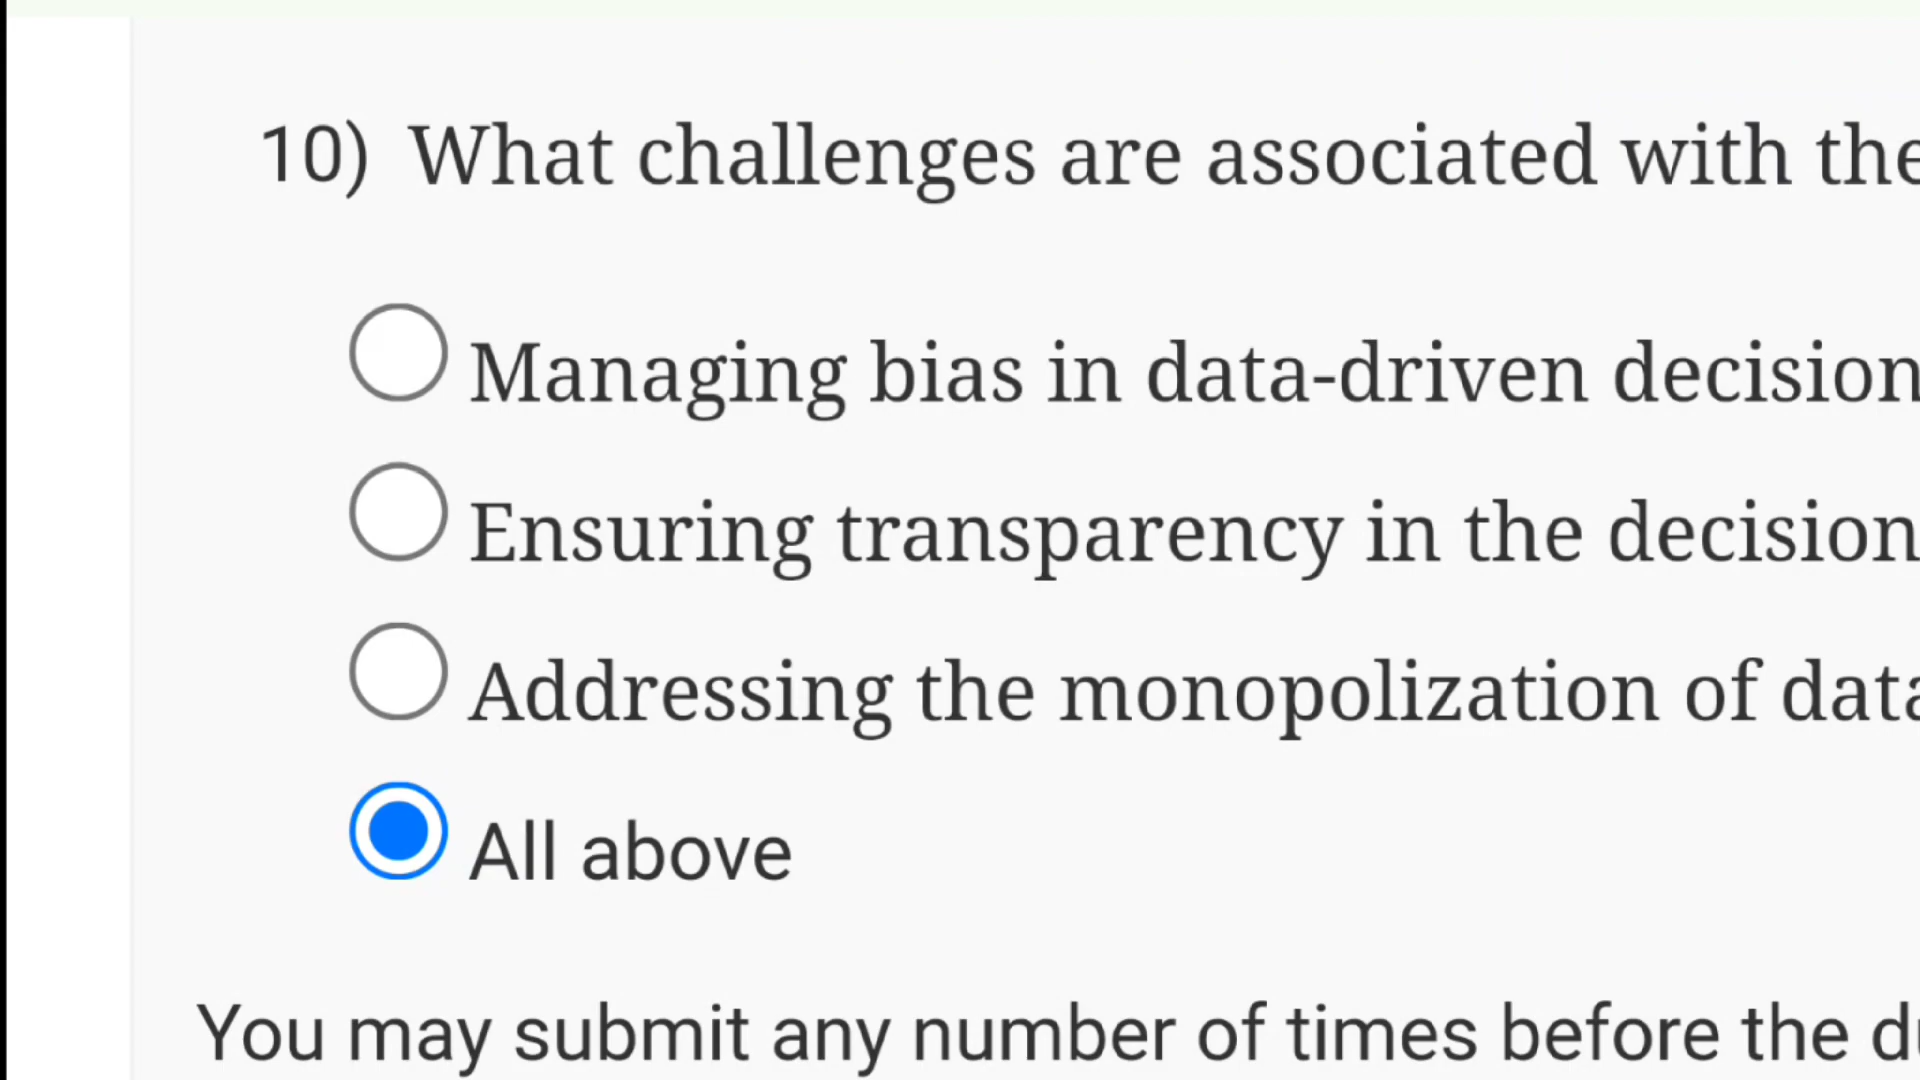 10) What challenges are associated with the
Managing bias in data-driven decision
Ensuring transparency in the decision
Addressing the monopolization of data
All above
You may submit any number of times before the